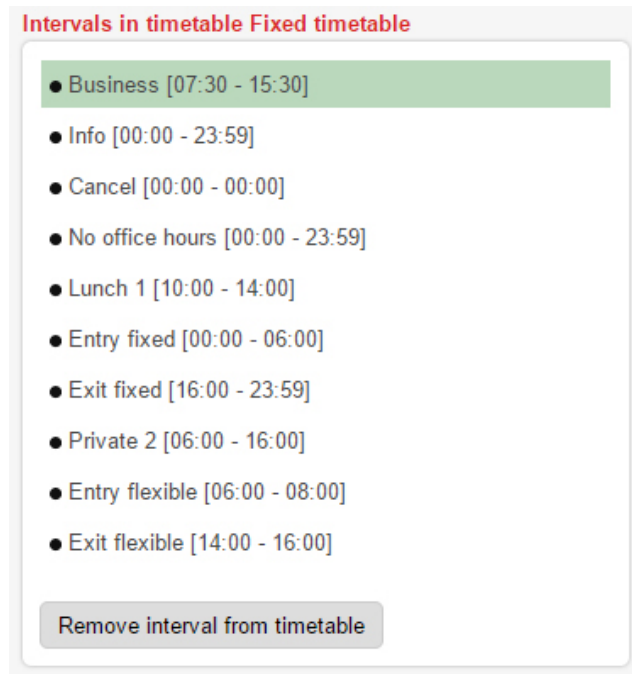 Intervals in timetable Fixed timetable
Business [07:30 - 15:30]
Info [00:00 - 23:59]
Cancel [00:00 - 00:00]
No office hours [00:00 - 23:59]
Lunch 1 [10:00 - 14:00]
Entry fixed [00:00 - 06:00]
Exit fixed [16:00 - 23:59]
Private 2 [06:00 - 16:00]
Entry flexible [06:00 - 08:00]
Exit flexible [14:00 - 16:00]
Remove interval from timetable